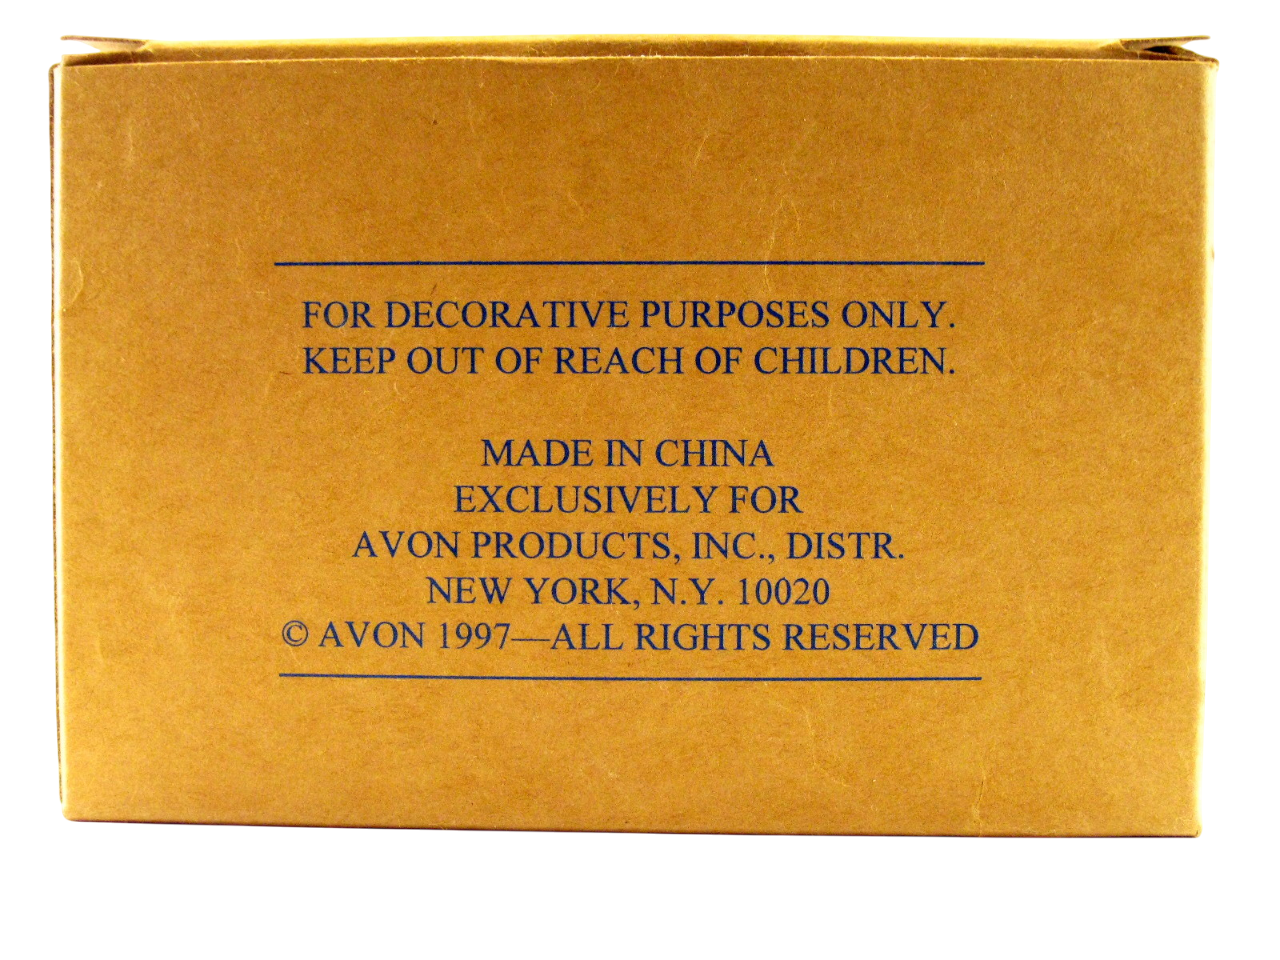 FOR DECORATIVE PURPOSES ONLY.
KEEP OUT OF REACH OF CHILDREN.
MADE IN CHINA
EXCLUSIVELY FOR
AVON PRODUCTS, INC., DISTR.
NEW YORK, N.Y. 10020
© AVON 1997—ALL RIGHTS RESERVED